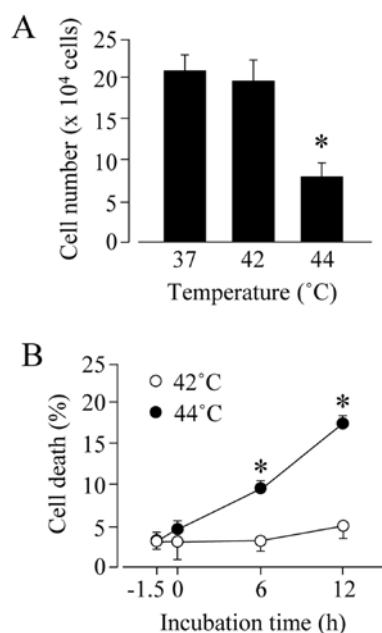 A
Cell number (x 10⁴ cells)
25
20
15
10
5
0
*
37 42 44
Temperature (˚C)
B
Cell death (%)
25
20
15
10
5
0
42˚C
44˚C
*
*
-1.5 0 6 12
Incubation time (h)